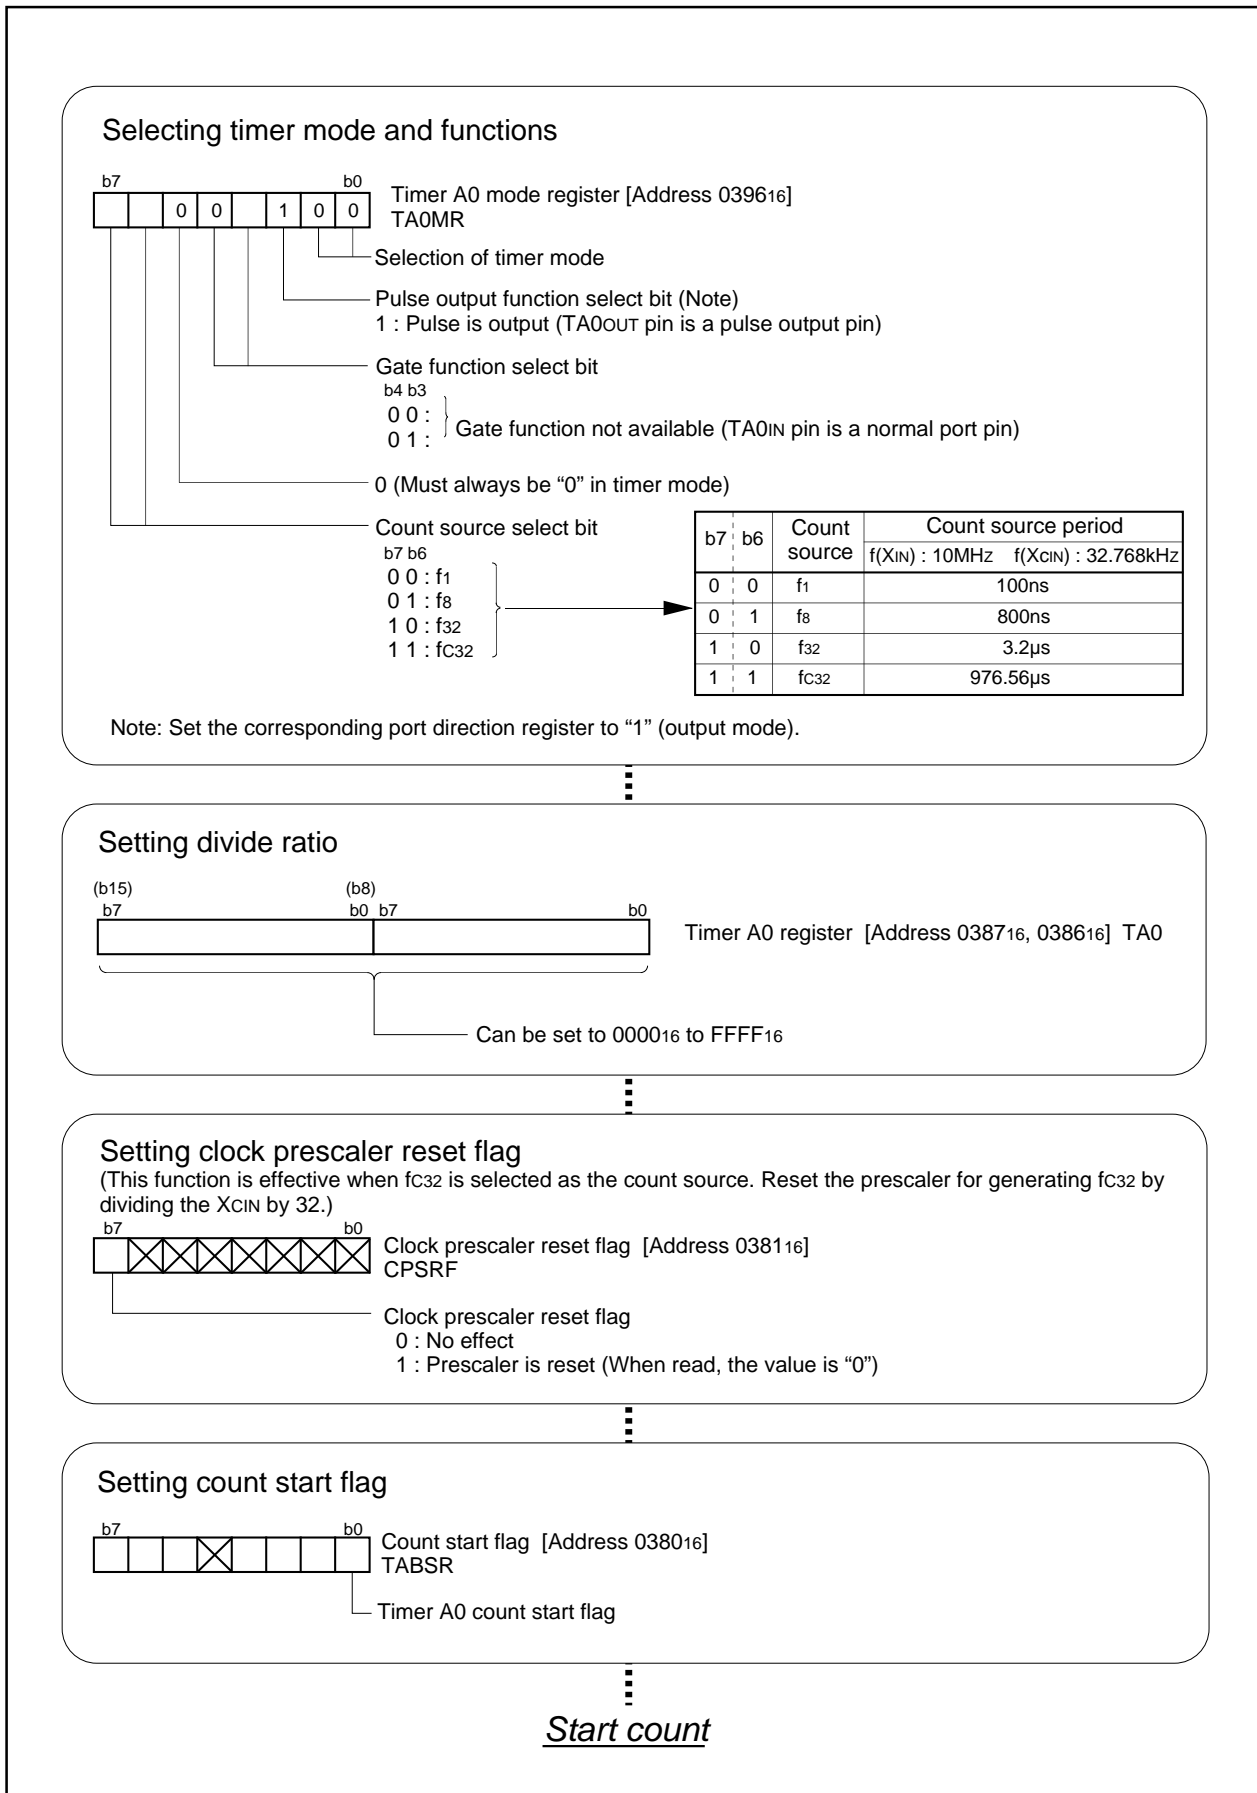 Selecting timer mode and functions
b7 b0
0 0 1 0 0
Timer A0 mode register [Address 039616]
TA0MR
Selection of timer mode
Pulse output function select bit (Note)
1 : Pulse is output (TA0OUT pin is a pulse output pin)
Gate function select bit
b4 b3
0 0 :
0 1 :
Gate function not available (TA0IN pin is a normal port pin)
0 (Must always be “0” in timer mode)
Count source select bit
b7 b6
0 0 : f1
0 1 : f8
1 0 : f32
1 1 : fC32
b7 b6 Count source Count source period
f(XIN) : 10MHz f(XCIN) : 32.768kHz
0 0 f1 100ns
0 1 f8 800ns
1 0 f32 3.2µs
1 1 fC32 976.56µs
Note: Set the corresponding port direction register to “1” (output mode).
Setting divide ratio
(b15) (b8)
b7 b0 b7 b0
Timer A0 register [Address 038716, 038616] TA0
Can be set to 000016 to FFFF16
Setting clock prescaler reset flag
(This function is effective when fC32 is selected as the count source. Reset the prescaler for generating fC32 by
dividing the XCIN by 32.)
b7 b0
Clock prescaler reset flag [Address 038116]
CPSRF
Clock prescaler reset flag
0 : No effect
1 : Prescaler is reset (When read, the value is “0”)
Setting count start flag
b7 b0
Count start flag [Address 038016]
TABSR
Timer A0 count start flag
Start count